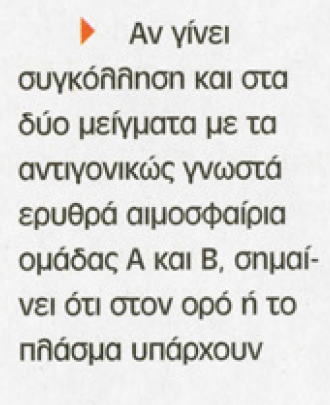 Αν γίνει
συγκόλληση και στα
δύο μείγματα με τα
αντιγονικώς γνωστά
ερυθρά αιμοσφαίρια
ομάδας Α και Β, σημαί-
νει ότι στον ορό ή το
πλάσμα υπάρχουν